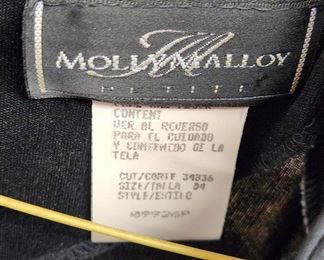 MOLLY MALLOY
PETITE
CONTENT
VER AL REVERSO
PARA EL CUIDADO
Y CONTENIDO DE LA
TELA
CUT/CORTE 34836
SIZE/TALLA 04
STYLE/ESTILO